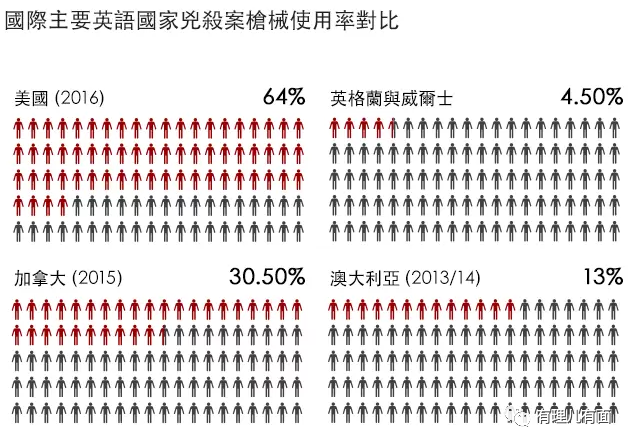 國際主要英語國家兇殺案槍械使用率對比
美國 (2016) 64%
英格蘭與威爾士 4.50%
加拿大 (2015) 30.50%
澳大利亞 (2013/14) 13%
有理儿有面